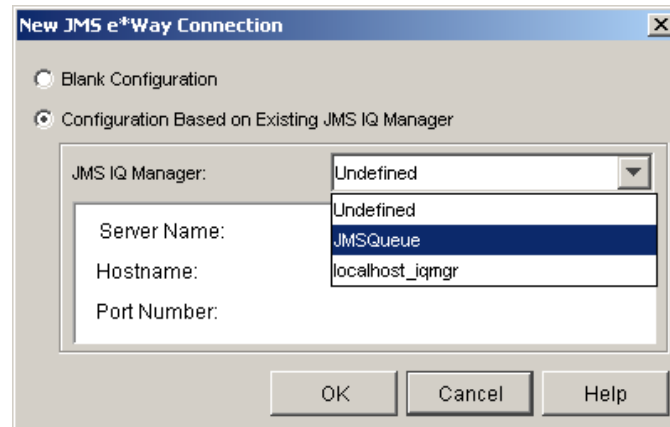 New JMS e*Way Connection
Blank Configuration
Configuration Based on Existing JMS IQ Manager
JMS IQ Manager: Undefined
Undefined
Server Name:
JMSQueue
Hostname: localhost_iqmgr
Port Number:
OK Cancel Help